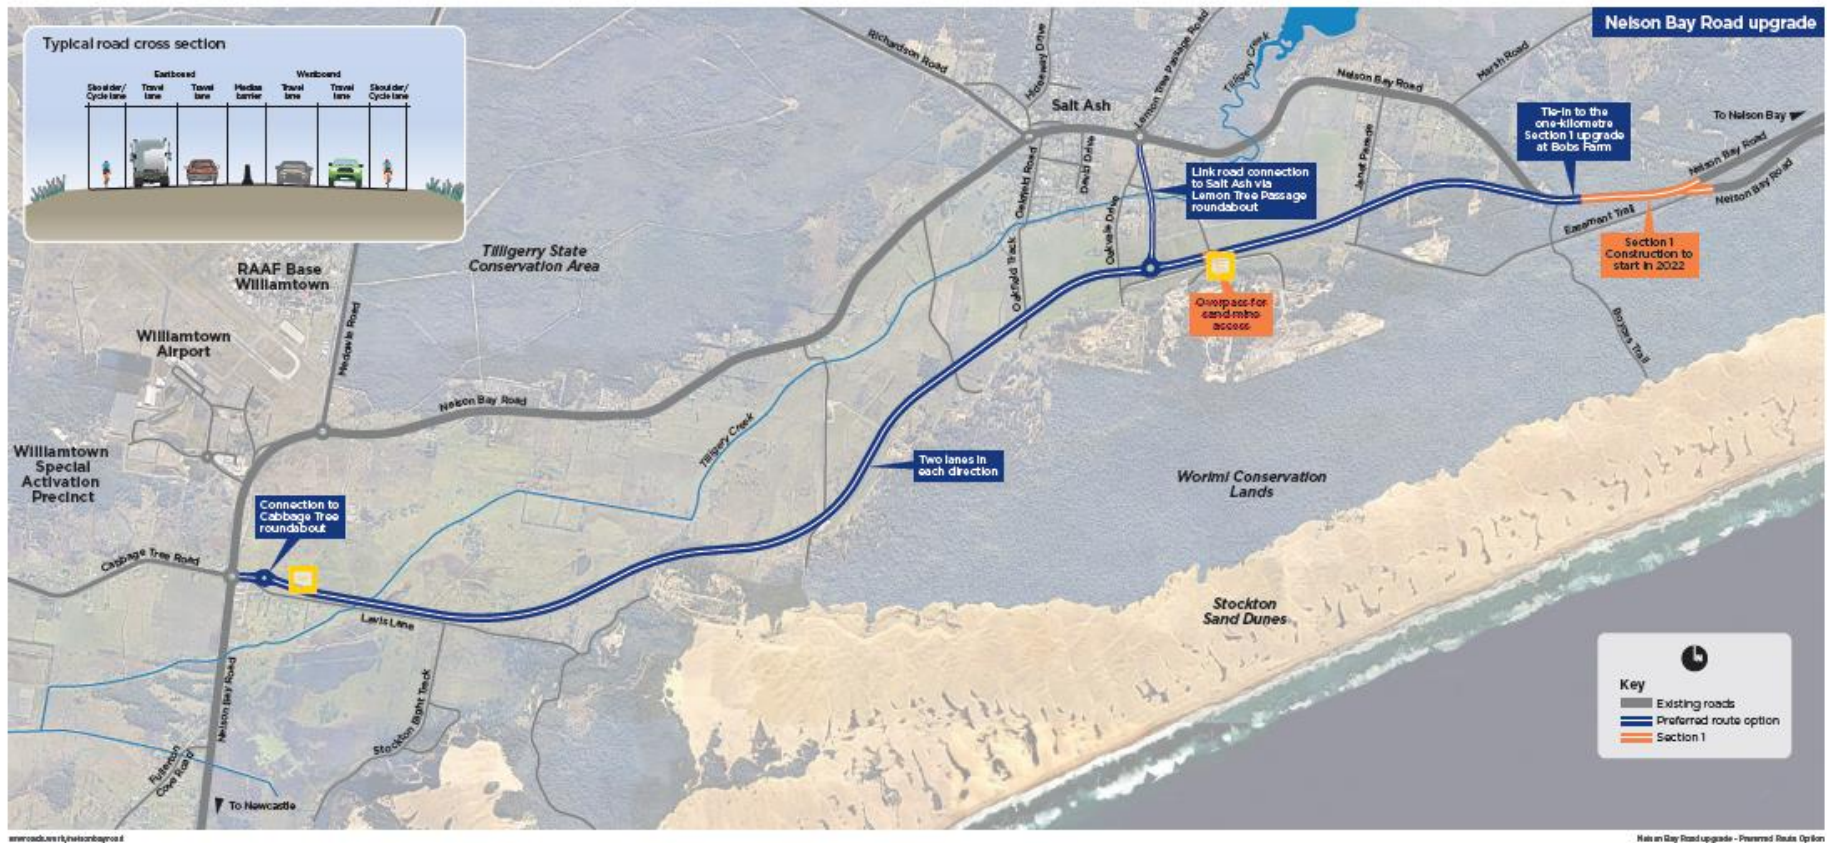 Nelson Bay Road upgrade
Typical road cross section
Eastbound
Westbound
Shoulder/
Cycle lane
Travel
lane
Travel
lane
Median
barrier
Travel
lane
Travel
lane
Shoulder/
Cycle lane
Richardson Road
Hideaway Drive
Lemon Tree Passage Road
Tilligerry Creek
Nelson Bay Road
Marsh Road
Salt Ash
Tie-in to the
one-kilometre
Section 1 upgrade
at Bobs Farm
To Nelson Bay
Nelson Bay Road
Nelson Bay Road
Janet Parade
David Drive
Oakfield Road
Link road connection
to Salt Ash via
Lemon Tree Passage
roundabout
Oakvale Drive
Oakfield Track
Easement Trail
Section 1
Construction to
start in 2022
Tilligerry State
Conservation Area
RAAF Base
Williamtown
Williamtown
Airport
Medowie Road
Overpass for
sand mine
access
Boyces Trail
Nelson Bay Road
Tilligery Creek
Williamtown
Special
Activation
Precinct
Two lanes in
each direction
Worimi Conservation
Lands
Connection to
Cabbage Tree
roundabout
Cabbage Tree Road
Lavis Lane
Stockton
Sand Dunes
Nelson Bay Road
Stockton Bight Track
Fullerton
Cove Road
To Newcastle
Key
Existing roads
Preferred route option
Section 1
nswroads.work/nelsonbayroad
Nelson Bay Road upgrade - Preferred Route Option